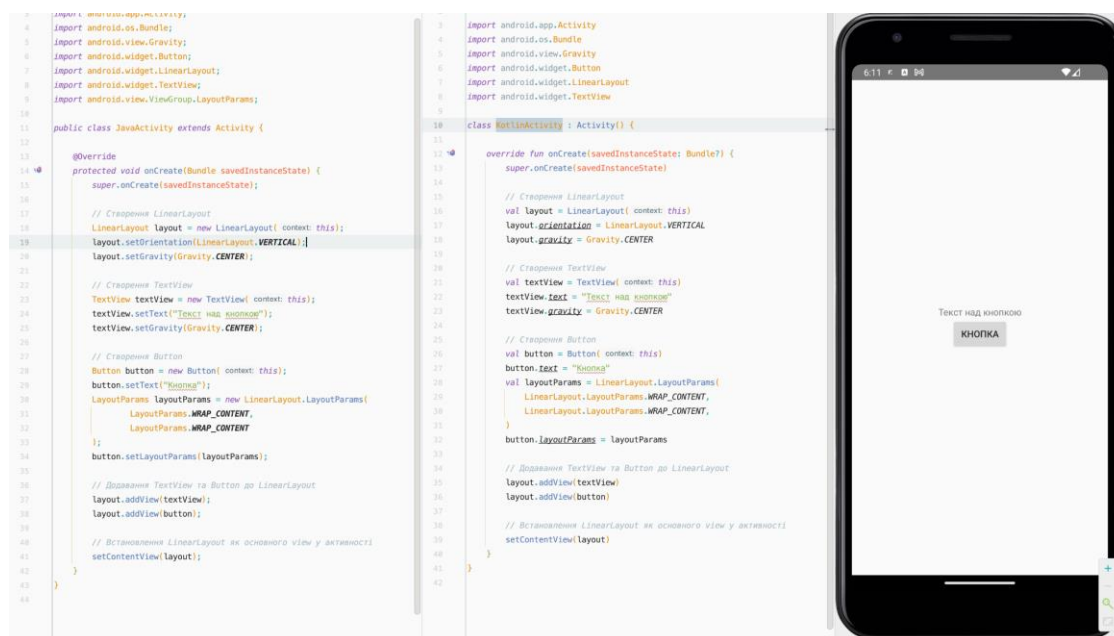 import android.app.Activity;
import android.os.Bundle;
import android.view.Gravity;
import android.widget.Button;
import android.widget.LinearLayout;
import android.widget.TextView;
import android.view.ViewGroup.LayoutParams;
public class JavaActivity extends Activity {
@Override
protected void onCreate(Bundle savedInstanceState) {
super.onCreate(savedInstanceState);
// Створення LinearLayout
LinearLayout layout = new LinearLayout( context: this);
layout.setOrientation(LinearLayout.VERTICAL);
layout.setGravity(Gravity.CENTER);
// Створення TextView
TextView textView = new TextView( context: this);
textView.setText("Текст над кнопкою");
textView.setGravity(Gravity.CENTER);
// Створення Button
Button button = new Button( context: this);
button.setText("Кнопка");
LayoutParams layoutParams = new LinearLayout.LayoutParams(
LayoutParams.WRAP_CONTENT,
LayoutParams.WRAP_CONTENT
);
button.setLayoutParams(layoutParams);
// Додавання TextView та Button до LinearLayout
layout.addView(textView);
layout.addView(button);
// Встановлення LinearLayout як основного view у активності
setContentView(layout);
}
}
import android.app.Activity
import android.os.Bundle
import android.view.Gravity
import android.widget.Button
import android.widget.LinearLayout
import android.widget.TextView
class KotlinActivity : Activity() {
override fun onCreate(savedInstanceState: Bundle?) {
super.onCreate(savedInstanceState)
// Створення LinearLayout
val layout = LinearLayout( context: this)
layout.orientation = LinearLayout.VERTICAL
layout.gravity = Gravity.CENTER
// Створення TextView
val textView = TextView( context: this)
textView.text = "Текст над кнопкою"
textView.gravity = Gravity.CENTER
// Створення Button
val button = Button( context: this)
button.text = "Кнопка"
val layoutParams = LinearLayout.LayoutParams(
LinearLayout.LayoutParams.WRAP_CONTENT,
LinearLayout.LayoutParams.WRAP_CONTENT,
)
button.layoutParams = layoutParams
// Додавання TextView та Button до LinearLayout
layout.addView(textView)
layout.addView(button)
// Встановлення LinearLayout як основного view у активності
setContentView(layout)
}
}
6:11
Текст над кнопкою
КНОПКА